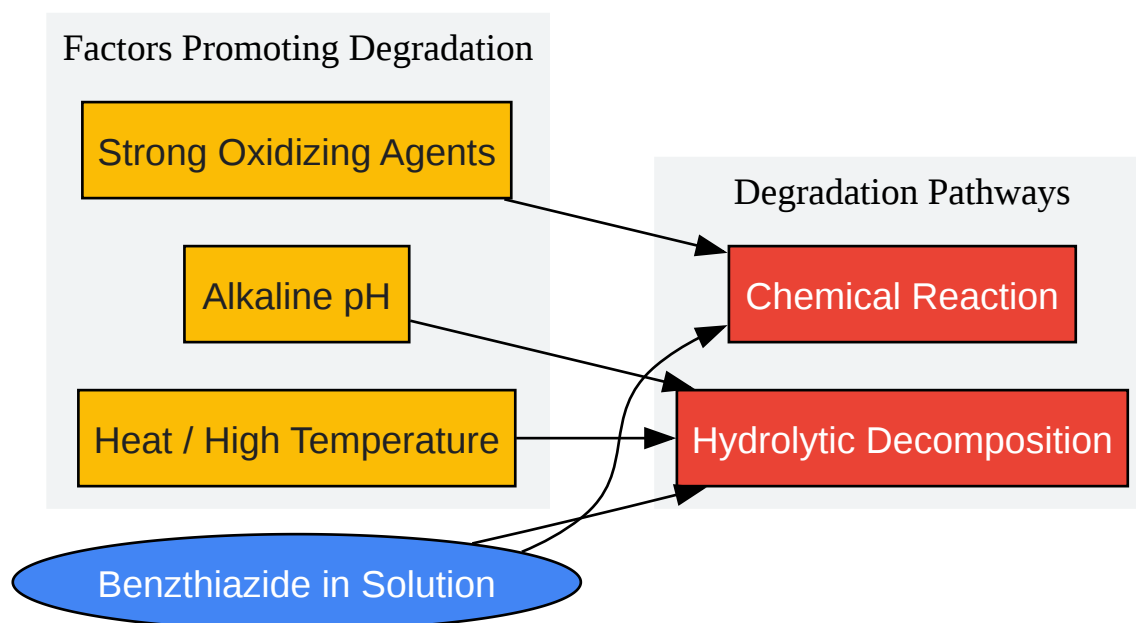 Factors Promoting Degradation
Strong Oxidizing Agents
Alkaline pH
Heat / High Temperature
Degradation Pathways
Chemical Reaction
Hydrolytic Decomposition
Benzthiazide in Solution